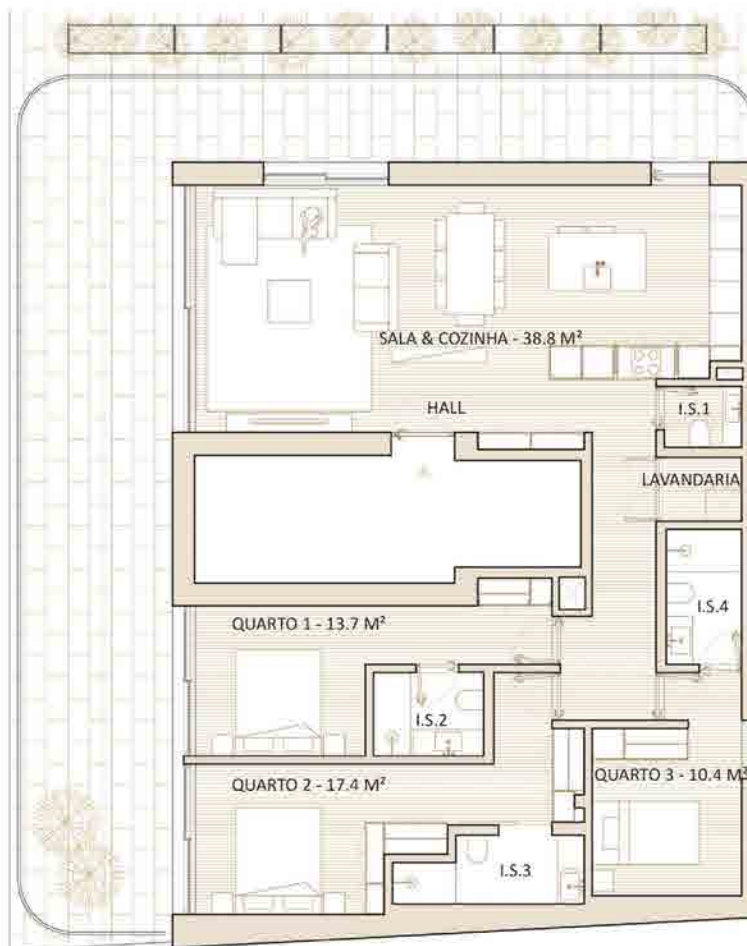 SALA & COZINHA - 38.8 M²
HALL
I.S.1
LAVANDARIA
I.S.4
QUARTO 1 - 13.7 M²
I.S.2
QUARTO 2 - 17.4 M²
QUARTO 3 - 10.4 M²
I.S.3